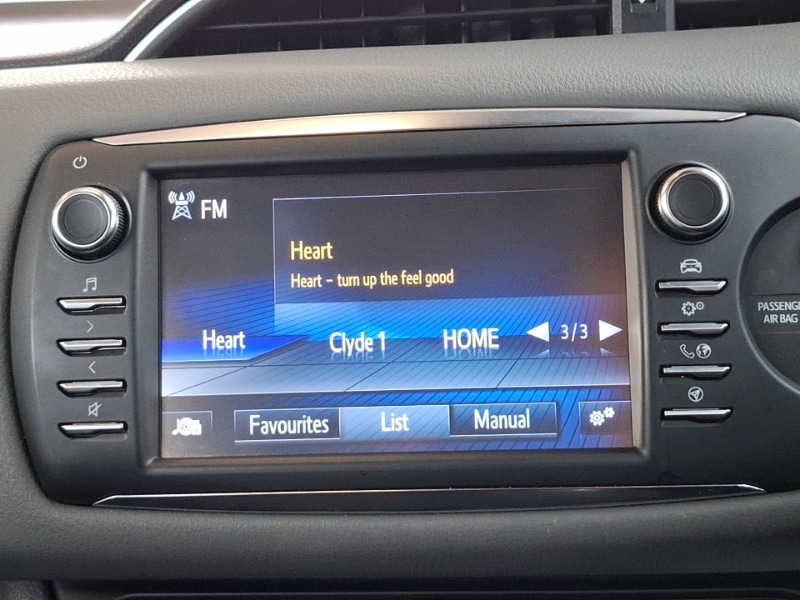 FM
Heart
Heart - turn up the feel good
Heart Clyde 1 HOME 3/3
Favourites List Manual
PASSENGE
AIR BAG